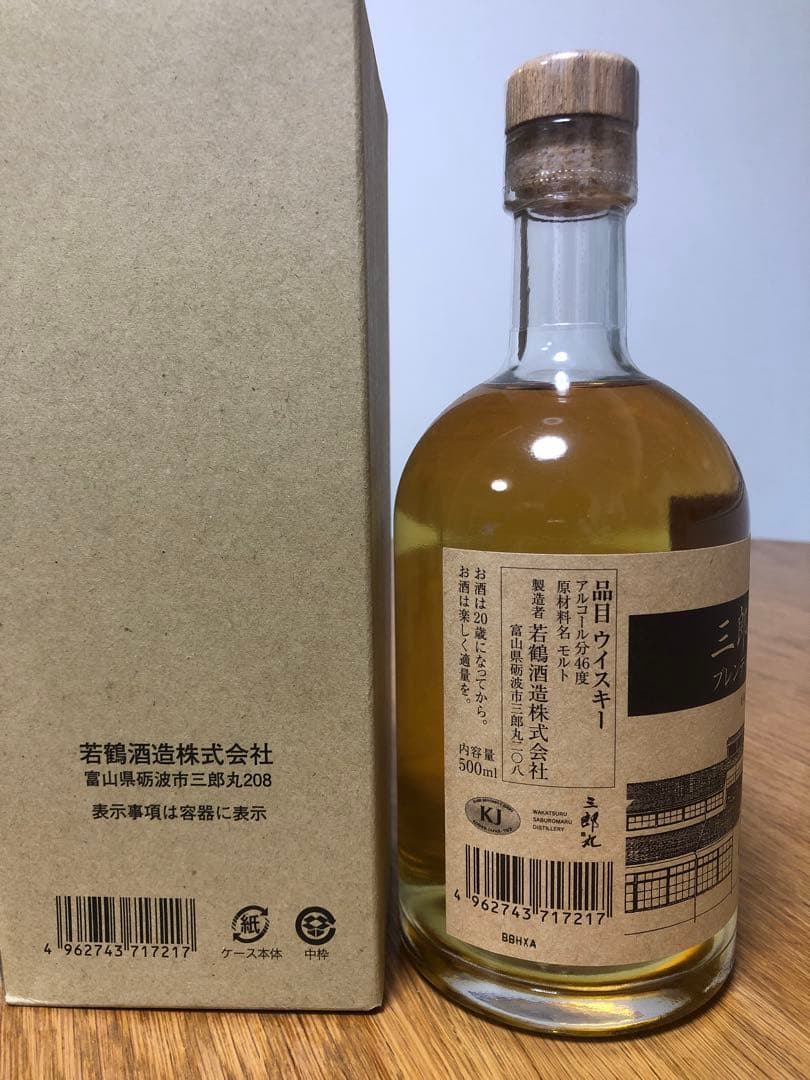 若鶴酒造株式会社
富山県砺波市三郎丸208
表示事項は容器に表示
4 962743 717217
紙
ケース本体
中枠
三郎
品目 ウイスキー
アルコール分46度
原材料名 モルト
製造者 若鶴酒造株式会社
富山県砺波市三郎丸二〇八
お酒は20歳になってから。
お酒は楽しく適量を。
内容量
500ml
KJ
WAKATSURU
SABUROMARU
DISTILLERY
三郎丸
4 962743 717217
BBHXA